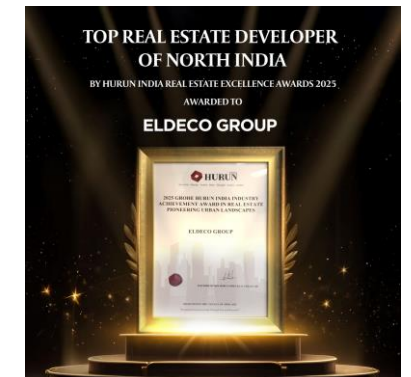 TOP REAL ESTATE DEVELOPER
OF NORTH INDIA
BY HURUN INDIA REAL ESTATE EXCELLENCE AWARDS 2025
AWARDED TO
ELDECO GROUP
HURUN
2025 GROHE HURUN INDIA INDUSTRY
ACHIEVEMENT AWARD IN REAL ESTATE
PIONEERING URBAN LANDSCAPES
ELDECO GROUP